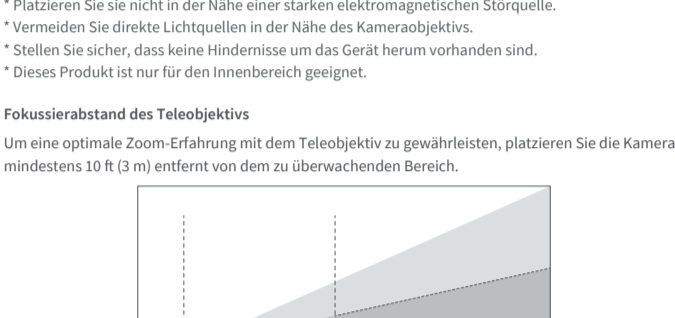 * Platzieren Sie sie nicht in der Nähe einer starken elektromagnetischen Störquelle.
* Vermeiden Sie direkte Lichtquellen in der Nähe des Kameraobjektivs.
* Stellen Sie sicher, dass keine Hindernisse um das Gerät herum vorhanden sind.
* Dieses Produkt ist nur für den Innenbereich geeignet.
Fokussierabstand des Teleobjektivs
Um eine optimale Zoom-Erfahrung mit dem Teleobjektiv zu gewährleisten, platzieren Sie die Kamera
mindestens 10 ft (3 m) entfernt von dem zu überwachenden Bereich.